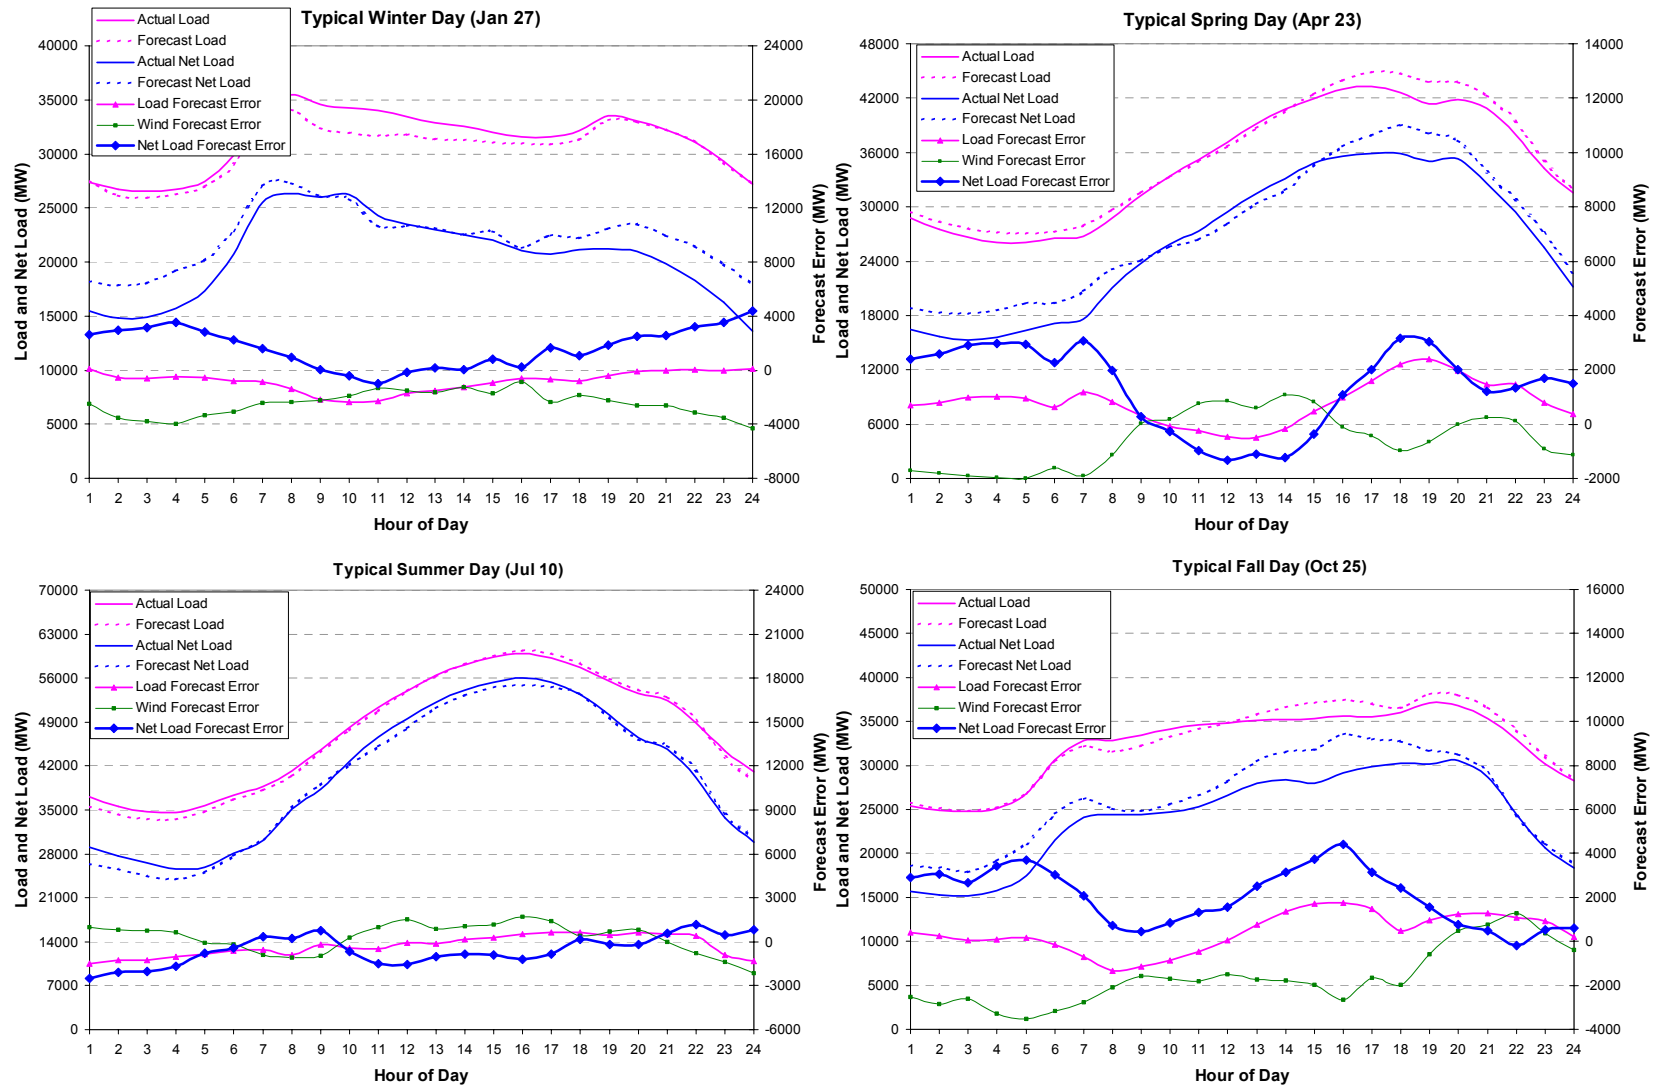 Typical Winter Day (Jan 27)
Actual Load
Forecast Load
Actual Net Load
Forecast Net Load
Load Forecast Error
Wind Forecast Error
Net Load Forecast Error
40000
35000
30000
25000
20000
15000
10000
5000
0
24000
20000
16000
12000
8000
4000
0
-4000
-8000
Load and Net Load (MW)
Forecast Error (MW)
1 2 3 4 5 6 7 8 9 10 11 12 13 14 15 16 17 18 19 20 21 22 23 24
Hour of Day
Typical Spring Day (Apr 23)
Actual Load
Forecast Load
Actual Net Load
Forecast Net Load
Load Forecast Error
Wind Forecast Error
Net Load Forecast Error
48000
42000
36000
30000
24000
18000
12000
6000
0
14000
12000
10000
8000
6000
4000
2000
0
-2000
Load and Net Load (MW)
Forecast Error (MW)
1 2 3 4 5 6 7 8 9 10 11 12 13 14 15 16 17 18 19 20 21 22 23 24
Hour of Day
Typical Summer Day (Jul 10)
Actual Load
Forecast Load
Actual Net Load
Forecast Net Load
Load Forecast Error
Wind Forecast Error
Net Load Forecast Error
70000
63000
56000
49000
42000
35000
28000
21000
14000
7000
0
24000
21000
18000
15000
12000
9000
6000
3000
0
-3000
-6000
Load and Net Load (MW)
Forecast Error (MW)
1 2 3 4 5 6 7 8 9 10 11 12 13 14 15 16 17 18 19 20 21 22 23 24
Hour of Day
Typical Fall Day (Oct 25)
Actual Load
Forecast Load
Actual Net Load
Forecast Net Load
Load Forecast Error
Wind Forecast Error
Net Load Forecast Error
50000
45000
40000
35000
30000
25000
20000
15000
10000
5000
0
16000
14000
12000
10000
8000
6000
4000
2000
0
-2000
-4000
Load and Net Load (MW)
Forecast Error (MW)
1 2 3 4 5 6 7 8 9 10 11 12 13 14 15 16 17 18 19 20 21 22 23 24
Hour of Day